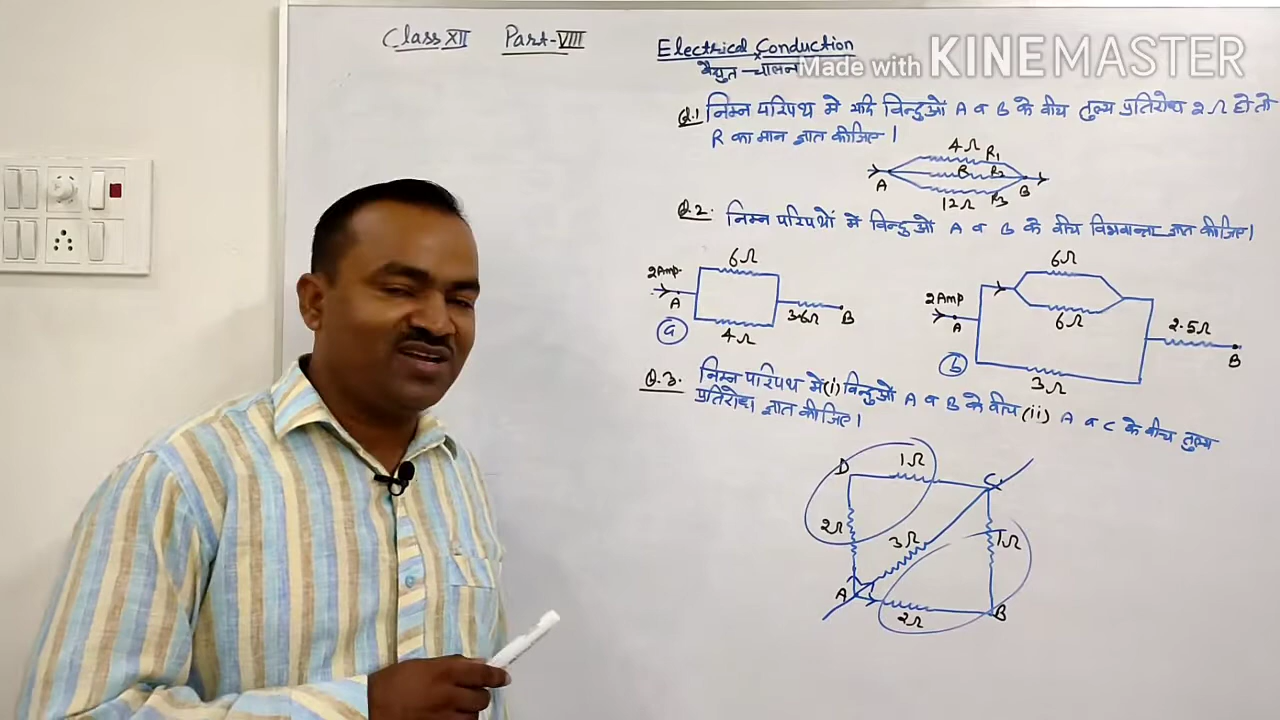 Class XII Part-VIII
Electrical Conduction
वैद्युत - चालन
Made with KINEMASTER
Q.1 निम्न परिपथ में यदि बिन्दुओं A व B के बीच तुल्य प्रतिरोध 2Ω हो तो
R का मान ज्ञात कीजिए।
4Ω R1
R R2
A B
12Ω R3
Q.2. निम्न परिपथों में बिन्दुओं A व B के बीच विभवान्तर ज्ञात कीजिए।
6Ω
2Amp.
A
3.6Ω B
4Ω
a
6Ω
2Amp
A
6Ω
2.5Ω
B
3Ω
b
Q.3. निम्न परिपथ में (i) बिन्दुओं A व B के बीच (ii) A व C के बीच तुल्य
प्रतिरोध ज्ञात कीजिए।
D 1Ω C
2Ω 3Ω 1Ω
A 2Ω B